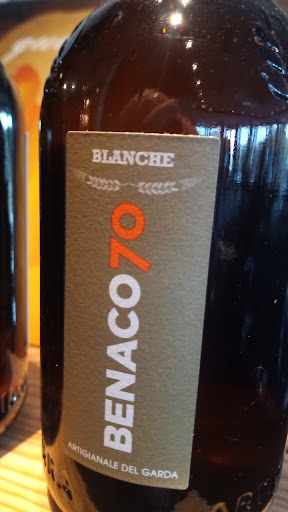 BLANCHE
BENACO70
ARTIGIANALE DEL GARDA